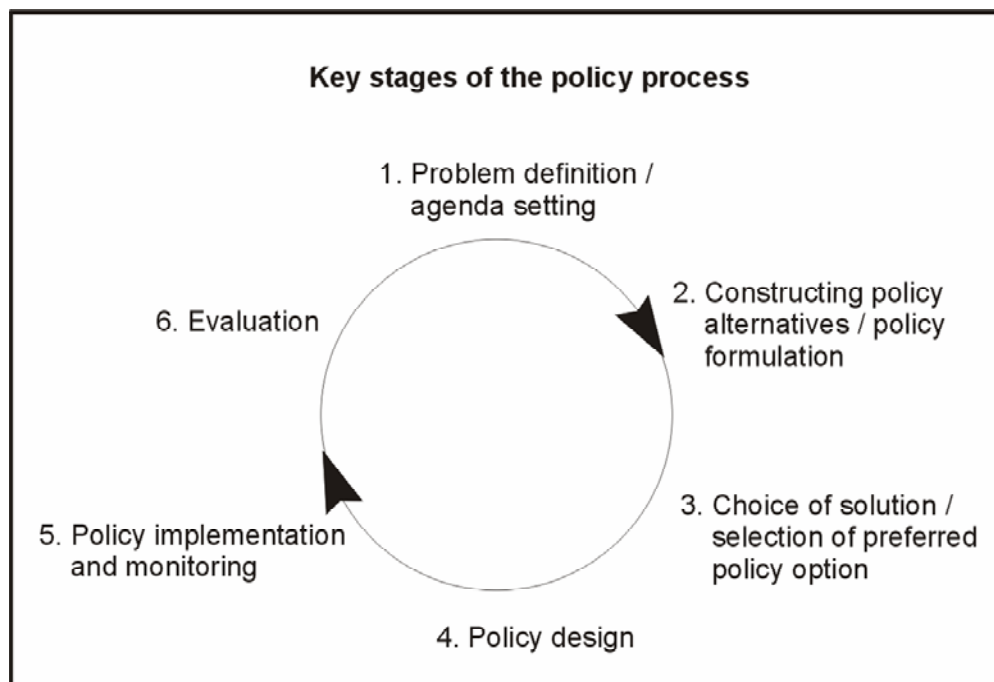 Key stages of the policy process
1. Problem definition /
agenda setting
2. Constructing policy
alternatives / policy
formulation
3. Choice of solution /
selection of preferred
policy option
4. Policy design
5. Policy implementation
and monitoring
6. Evaluation